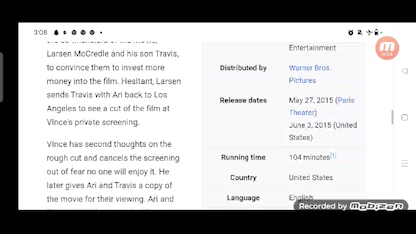 3:08
Larsen McCredle and his son Travis,
to convince them to invest more
money into the film. Hesitant, Larsen
sends Travis with Ari back to Los
Angeles to see a cut of the film at
Vince's private screening.
Vince has second thoughts on the
rough cut and cancels the screening
out of fear no one will enjoy it. He
later gives Ari and Travis a copy of
the movie for their viewing. Ari and
Entertainment
Distributed by Warner Bros.
Pictures
Release dates May 27, 2015 (Paris
Theater)
June 3, 2015 (United
States)
Running time 104 minutes
Country United States
Language English
Recorded by Mobizen